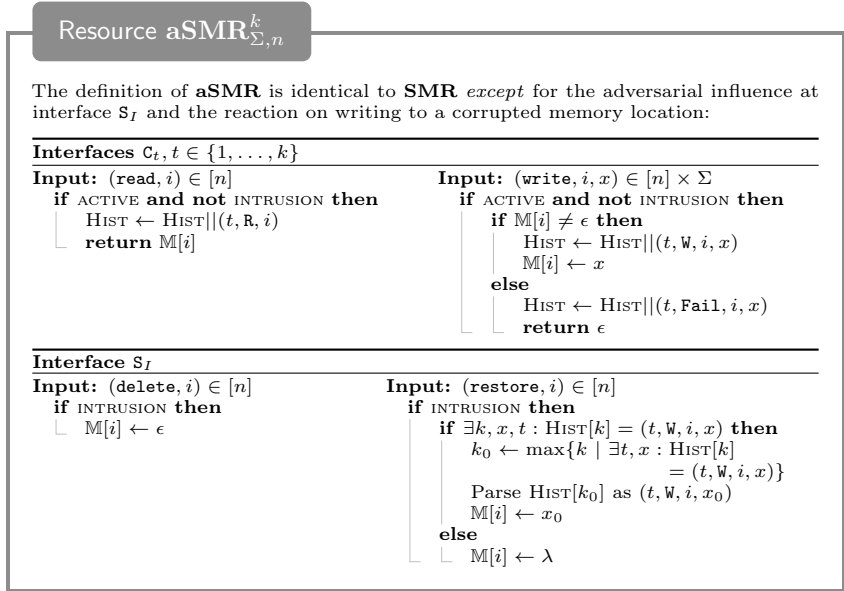 Resource aSMR^k_{Σ,n}
The definition of aSMR is identical to SMR except for the adversarial influence at
interface S_I and the reaction on writing to a corrupted memory location:
Interfaces C_t, t ∈ {1, . . . , k}
Input: (read, i) ∈ [n]
if ACTIVE and not INTRUSION then
HIST ← HIST||(t, R, i)
return 𝕄[i]
Input: (write, i, x) ∈ [n] × Σ
if ACTIVE and not INTRUSION then
if 𝕄[i] ≠ ϵ then
HIST ← HIST||(t, W, i, x)
𝕄[i] ← x
else
HIST ← HIST||(t, Fail, i, x)
return ϵ
Interface S_I
Input: (delete, i) ∈ [n]
if INTRUSION then
𝕄[i] ← ϵ
Input: (restore, i) ∈ [n]
if INTRUSION then
if ∃k, x, t : HIST[k] = (t, W, i, x) then
k_0 ← max{k | ∃t, x : HIST[k]
= (t, W, i, x)}
Parse HIST[k_0] as (t, W, i, x_0)
𝕄[i] ← x_0
else
𝕄[i] ← λ